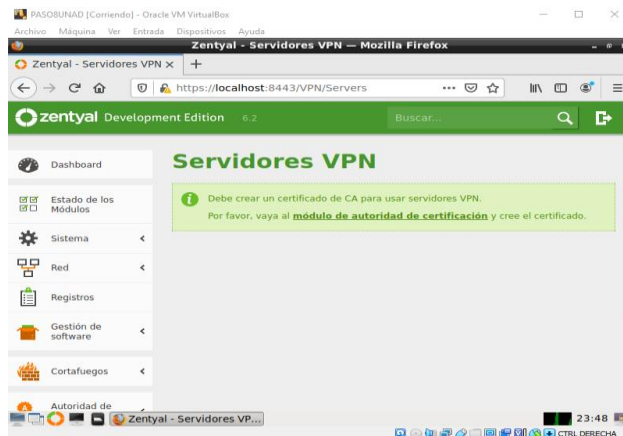 PASO8UNAD [Corriendo] - Oracle VM VirtualBox
Archivo Máquina Ver Entrada Dispositivos Ayuda
Zentyal - Servidores VPN — Mozilla Firefox
Zentyal - Servidores VPN
https://localhost:8443/VPN/Servers
zentyal Development Edition 6.2
Buscar...
Dashboard
Servidores VPN
Debe crear un certificado de CA para usar servidores VPN.
Por favor, vaya al módulo de autoridad de certificación y cree el certificado.
Estado de los
Módulos
Sistema
Red
Registros
Gestión de
software
Cortafuegos
Autoridad de
Zentyal - Servidores VP...
23:48
CTRL DERECHA